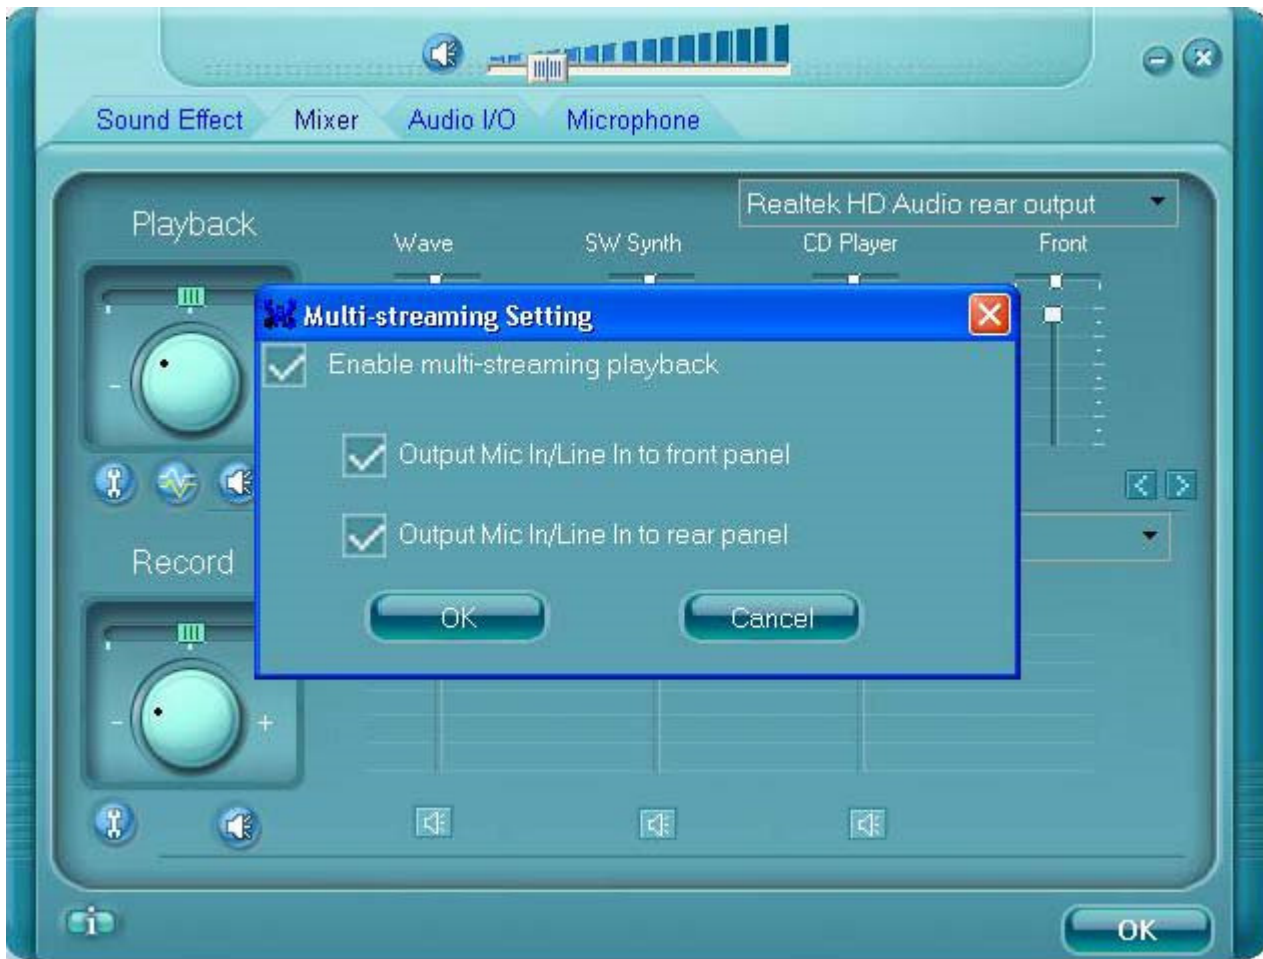 Sound Effect Mixer Audio I/O Microphone
Realtek HD Audio rear output
Playback
Wave SW Synth CD Player Front
Multi-streaming Setting
Enable multi-streaming playback
Output Mic In/Line In to front panel
Output Mic In/Line In to rear panel
OK Cancel
Record
- +
OK